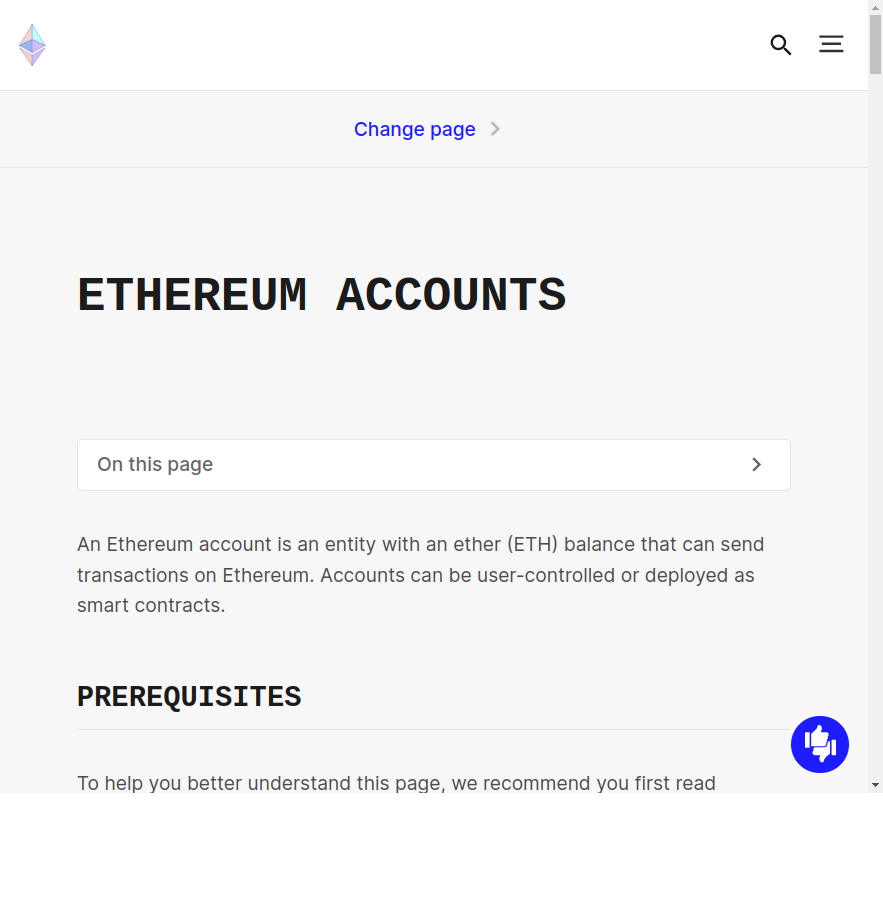 Change page
ETHEREUM ACCOUNTS
On this page
An Ethereum account is an entity with an ether (ETH) balance that can send
transactions on Ethereum. Accounts can be user-controlled or deployed as
smart contracts.
PREREQUISITES
To help you better understand this page, we recommend you first read